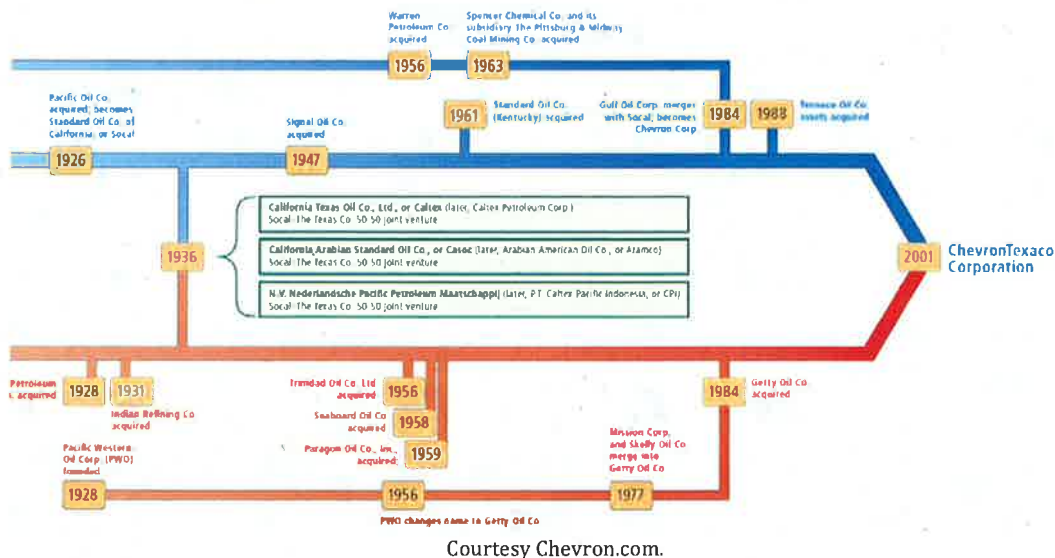 Warren
Petroleum Co.
acquired
1956
Spencer Chemical Co. and its
subsidiary The Pittsburg & Midway
Coal Mining Co. acquired
1963
Pacific Oil Co.
acquired; becomes
Standard Oil Co. of
California, or Socal
1926
Signal Oil Co.
acquired
1947
1961
Standard Oil Co.
(Kentucky) acquired
Gulf Oil Corp. merges
with Socal; becomes
Chevron Corp.
1984
1988
Tenneco Oil Co.
assets acquired
1936
California Texas Oil Co., Ltd., or Caltex (later, Caltex Petroleum Corp.)
Socal: The Texas Co. 50-50 joint venture
California Arabian Standard Oil Co., or Casoc (later, Arabian American Oil Co., or Aramco)
Socal: The Texas Co. 50-50 joint venture
N.V. Nederlandsche Pacific Petroleum Maatschappij (later, P.T. Caltex Pacific Indonesia, or CPI)
Socal: The Texas Co. 50-50 joint venture
2001
ChevronTexaco
Corporation
Petroleum
. acquired
1928
1931
Indian Refining Co.
acquired
Trinidad Oil Co. Ltd.
acquired
1956
Seaboard Oil Co.
acquired
1958
Paragon Oil Co., Inc.,
acquired
1959
1984
Getty Oil Co.
acquired
Pacific Western
Oil Corp. (PWO)
founded
1928
1956
PWO changes name to Getty Oil Co.
Mission Corp.
and Skelly Oil Co.
merge into
Getty Oil Co.
1977
Courtesy Chevron.com.